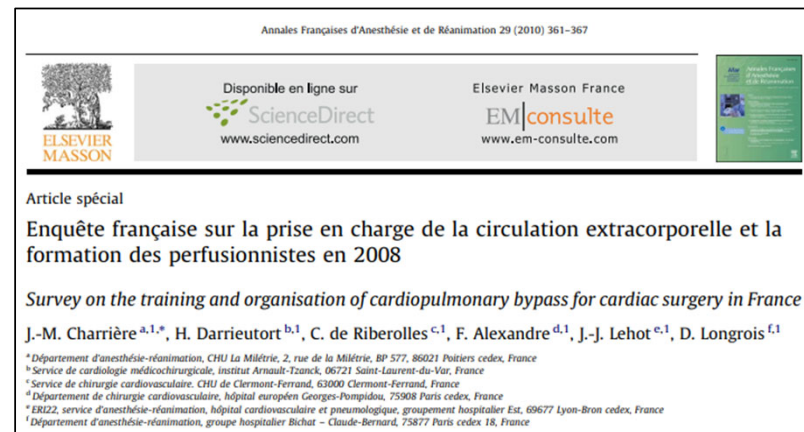 Annales Françaises d'Anesthésie et de Réanimation 29 (2010) 361–367
ELSEVIER
MASSON
Disponible en ligne sur
ScienceDirect
www.sciencedirect.com
Elsevier Masson France
EM|consulte
www.em-consulte.com
Annales Françaises
d'Anesthésie
et de Réanimation
Article spécial
Enquête française sur la prise en charge de la circulation extracorporelle et la
formation des perfusionnistes en 2008
Survey on the training and organisation of cardiopulmonary bypass for cardiac surgery in France
J.-M. Charrière a,1,*, H. Darrieutort b,1, C. de Riberolles c,1, F. Alexandre d,1, J.-J. Lehot e,1, D. Longrois f,1
a Département d'anesthésie-réanimation, CHU La Milétrie, 2, rue de la Milétrie, BP 577, 86021 Poitiers cedex, France
b Service de cardiologie médicochirurgicale, institut Arnault-Tzanck, 06721 Saint-Laurent-du-Var, France
c Service de chirurgie cardiovasculaire. CHU de Clermont-Ferrand, 63000 Clermont-Ferrand, France
d Département de chirurgie cardiovasculaire, hôpital européen Georges-Pompidou, 75908 Paris cedex, France
e ERI22, service d'anesthésie-réanimation, hôpital cardiovasculaire et pneumologique, groupement hospitalier Est, 69677 Lyon-Bron cedex, France
f Département d'anesthésie-réanimation, groupe hospitalier Bichat – Claude-Bernard, 75877 Paris cedex 18, France